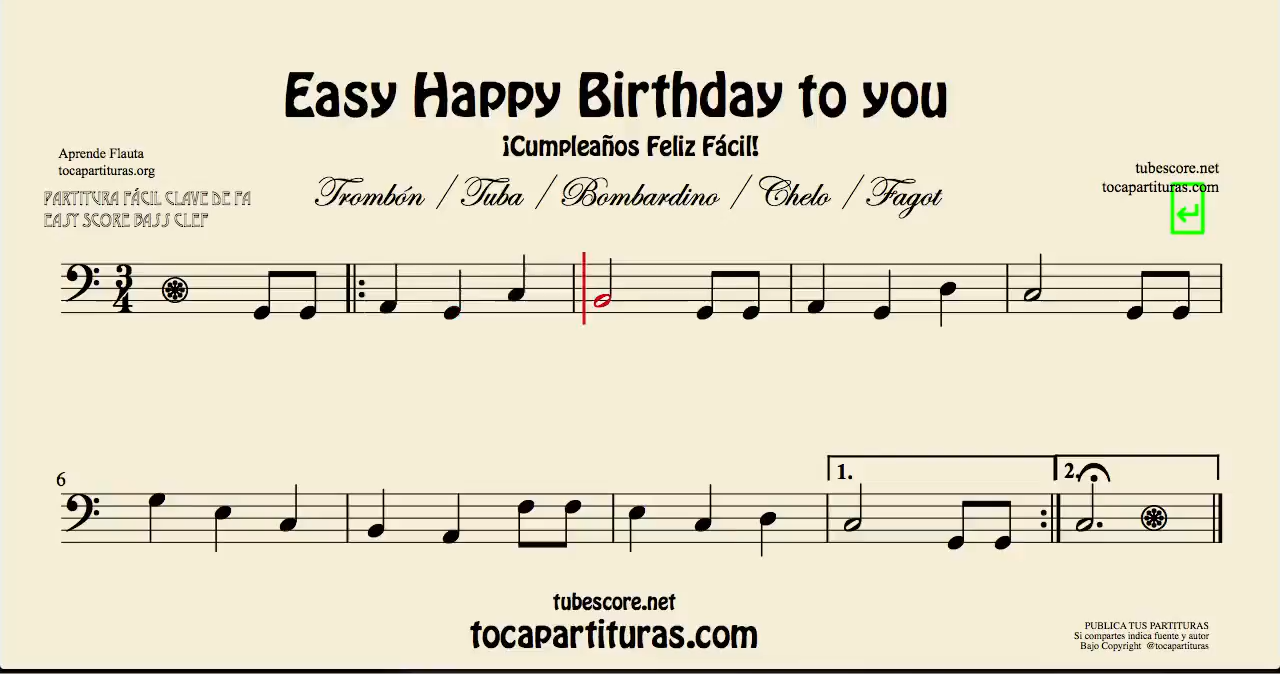 Easy Happy Birthday to you
¡Cumpleaños Feliz Fácil!
Aprende Flauta
tocapartituras.org
tubescore.net
tocapartituras.com
PARTITURA FÁCIL CLAVE DE FA
EASY SCORE BASS CLEF
Trombón / Tuba / Bombardino / Chelo / Fagot
3
4
6
1.
2.
tubescore.net
tocapartituras.com
PUBLICA TUS PARTITURAS
Si compartes indica fuente y autor
Bajo Copyright @tocapartituras